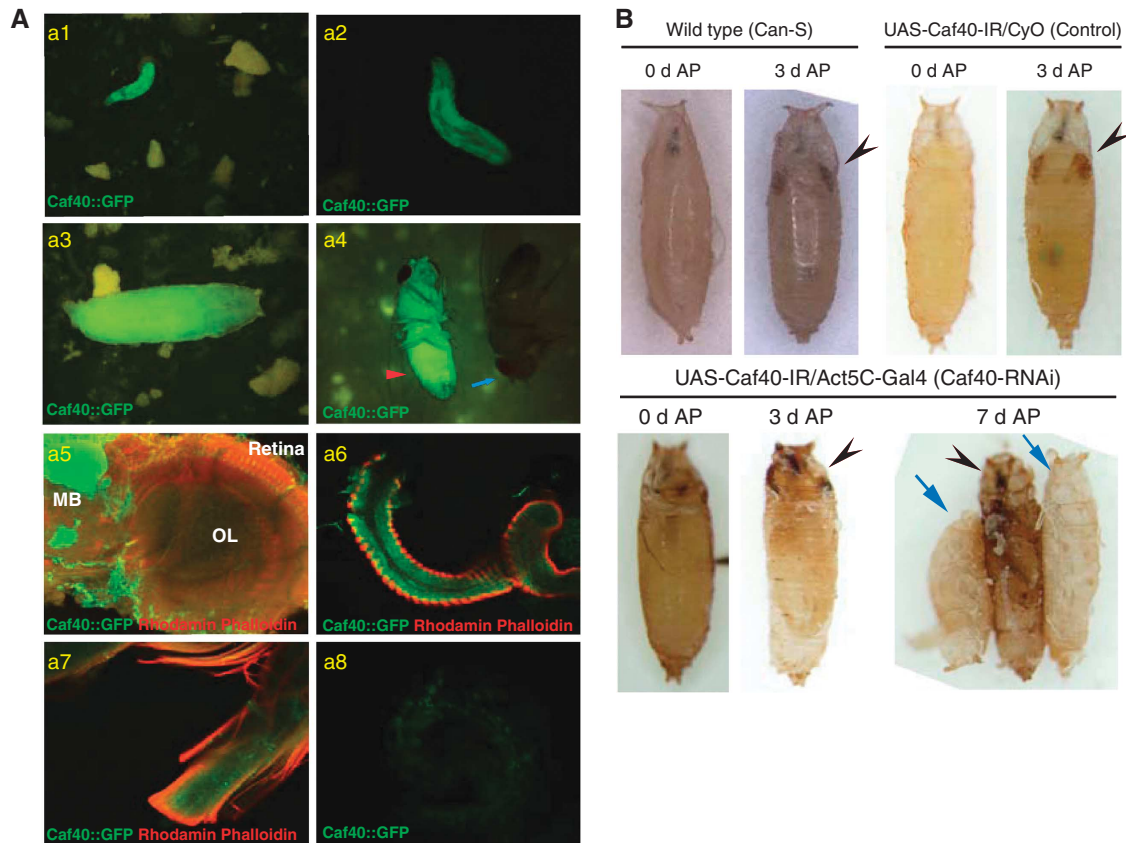 A
a1
Caf40::GFP
a2
Caf40::GFP
a3
Caf40::GFP
a4
Caf40::GFP
a5
Retina
MB
OL
Caf40::GFP Rhodamin Phalloidin
a6
Caf40::GFP Rhodamin Phalloidin
a7
Caf40::GFP Rhodamin Phalloidin
a8
Caf40::GFP
B
Wild type (Can-S)
UAS-Caf40-IR/CyO (Control)
0 d AP
3 d AP
0 d AP
3 d AP
UAS-Caf40-IR/Act5C-Gal4 (Caf40-RNAi)
0 d AP
3 d AP
7 d AP